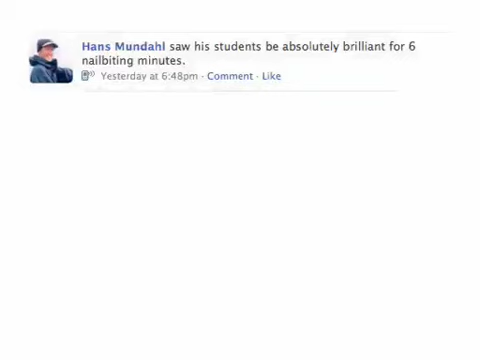 Hans Mundahl saw his students be absolutely brilliant for 6
nailbiting minutes.
Yesterday at 6:48pm · Comment · Like